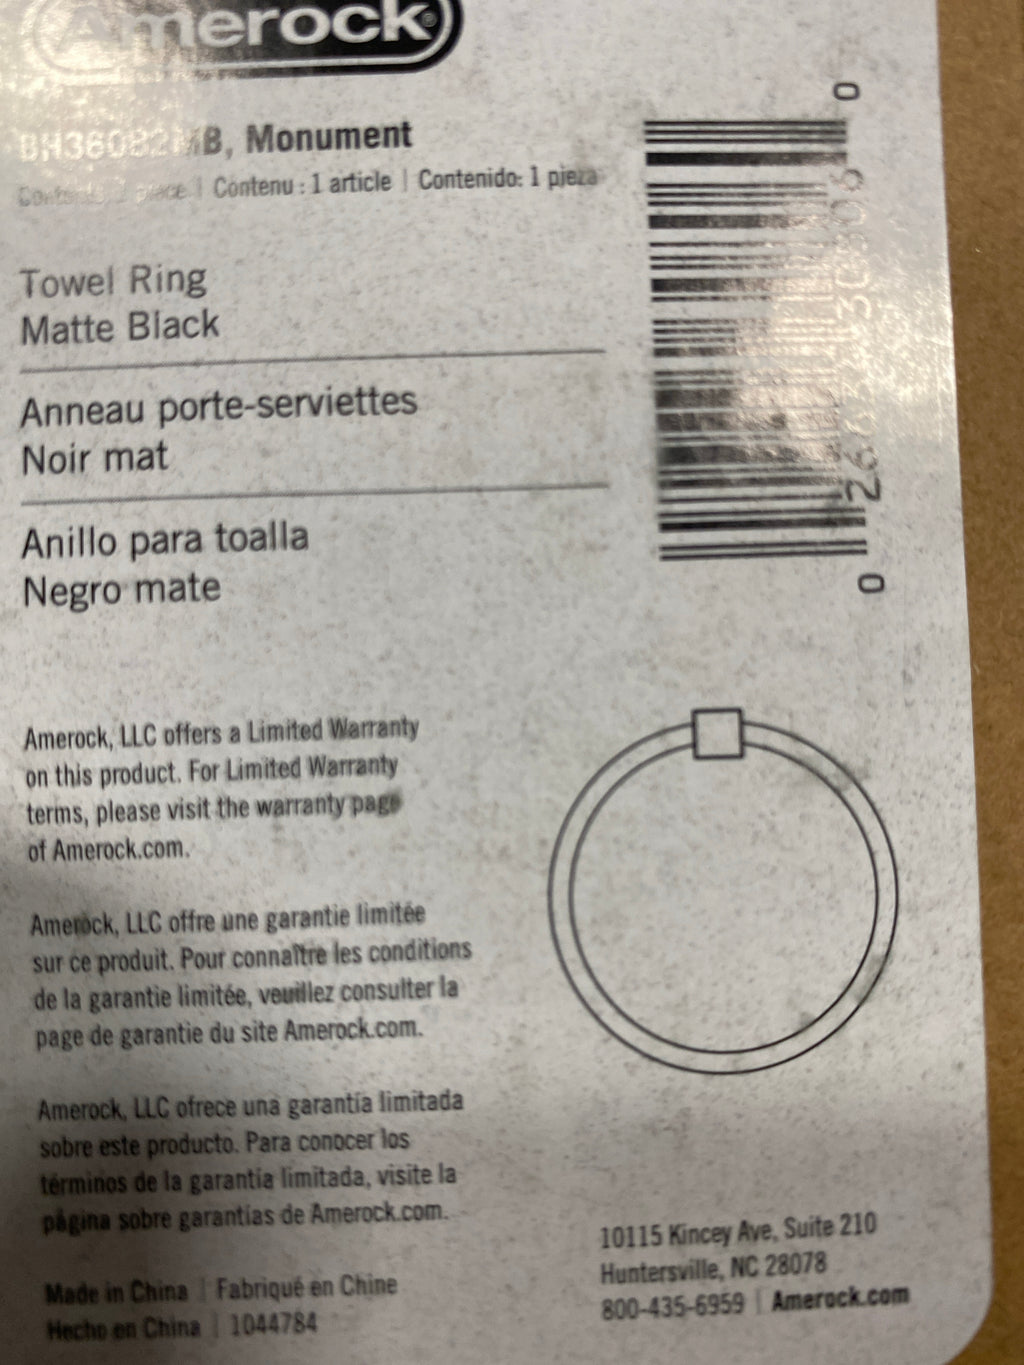 Amerock®
BH36082MB, Monument
Contents: 1 piece | Contenu : 1 article | Contenido: 1 pieza
Towel Ring
Matte Black
Anneau porte-serviettes
Noir mat
Anillo para toalla
Negro mate
0
0
Amerock, LLC offers a Limited Warranty
on this product. For Limited Warranty
terms, please visit the warranty page
of Amerock.com.
Amerock, LLC offre une garantie limitée
sur ce produit. Pour connaître les conditions
de la garantie limitée, veuillez consulter la
page de garantie du site Amerock.com.
Amerock, LLC ofrece una garantía limitada
sobre este producto. Para conocer los
términos de la garantía limitada, visite la
página sobre garantías de Amerock.com.
Made in China | Fabriqué en Chine
Hecho en China | 1044784
10115 Kincey Ave, Suite 210
Huntersville, NC 28078
800-435-6959 | Amerock.com